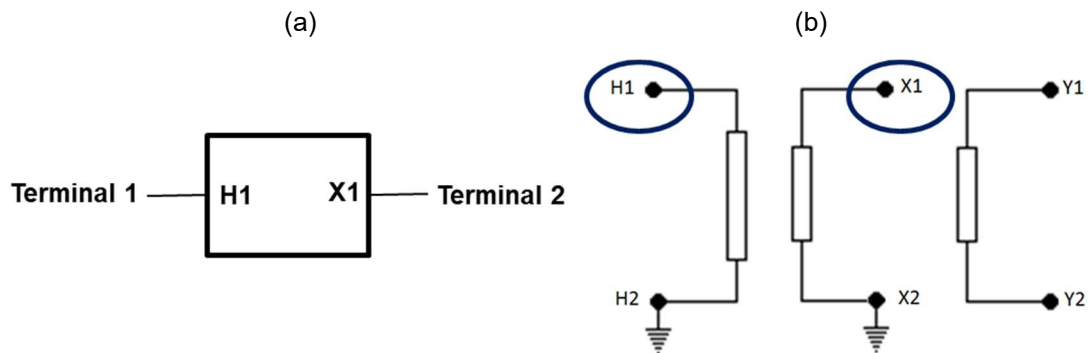 (a)
(b)
Terminal 1
H1
X1
Terminal 2
H1
X1
Y1
H2
X2
Y2